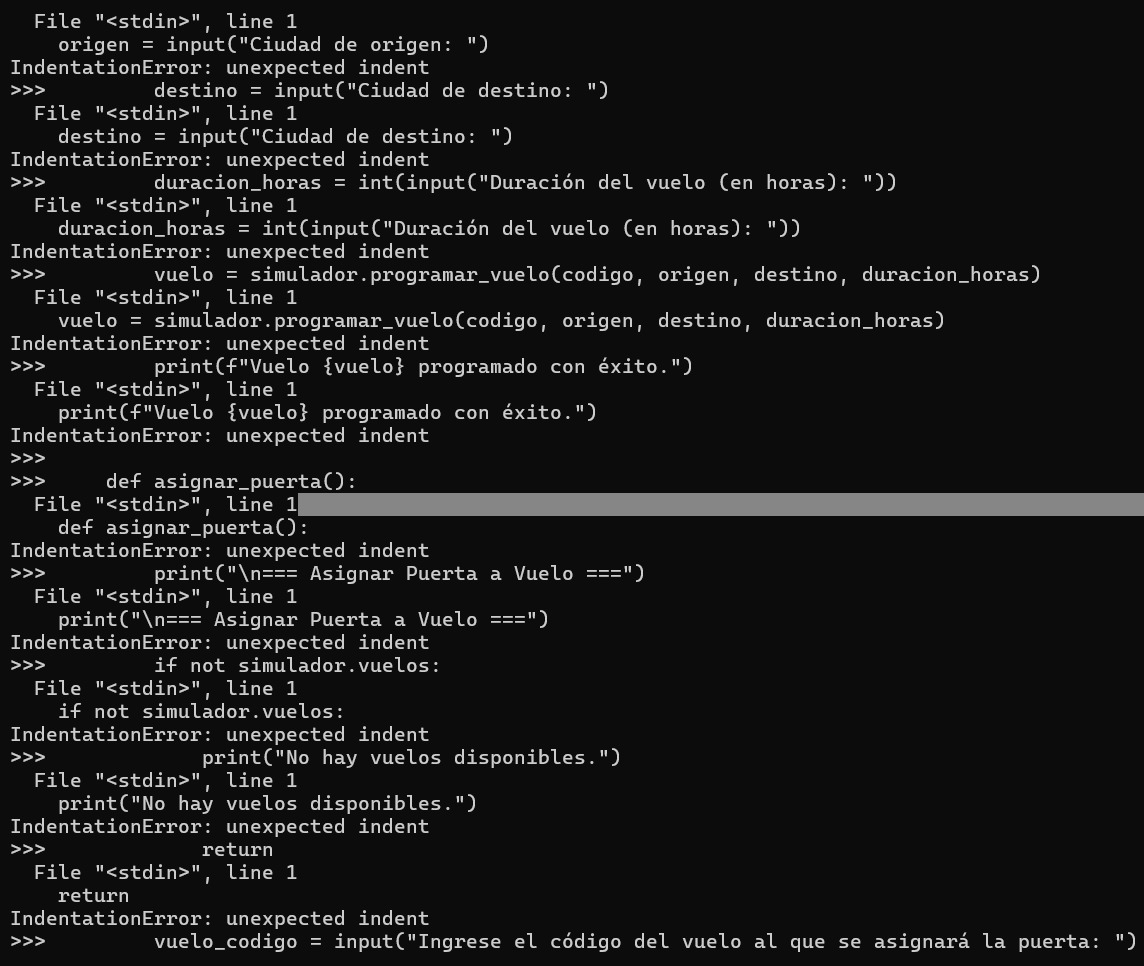 File "<stdin>", line 1
    origen = input("Ciudad de origen: ")
IndentationError: unexpected indent
>>>         destino = input("Ciudad de destino: ")
  File "<stdin>", line 1
    destino = input("Ciudad de destino: ")
IndentationError: unexpected indent
>>>         duracion_horas = int(input("Duración del vuelo (en horas): "))
  File "<stdin>", line 1
    duracion_horas = int(input("Duración del vuelo (en horas): "))
IndentationError: unexpected indent
>>>         vuelo = simulador.programar_vuelo(codigo, origen, destino, duracion_horas)
  File "<stdin>", line 1
    vuelo = simulador.programar_vuelo(codigo, origen, destino, duracion_horas)
IndentationError: unexpected indent
>>>         print(f"Vuelo {vuelo} programado con éxito.")
  File "<stdin>", line 1
    print(f"Vuelo {vuelo} programado con éxito.")
IndentationError: unexpected indent
>>>
>>>     def asignar_puerta():
  File "<stdin>", line 1
    def asignar_puerta():
IndentationError: unexpected indent
>>>         print("\n=== Asignar Puerta a Vuelo ===")
  File "<stdin>", line 1
    print("\n=== Asignar Puerta a Vuelo ===")
IndentationError: unexpected indent
>>>         if not simulador.vuelos:
  File "<stdin>", line 1
    if not simulador.vuelos:
IndentationError: unexpected indent
>>>             print("No hay vuelos disponibles.")
  File "<stdin>", line 1
    print("No hay vuelos disponibles.")
IndentationError: unexpected indent
>>>             return
  File "<stdin>", line 1
    return
IndentationError: unexpected indent
>>>         vuelo_codigo = input("Ingrese el código del vuelo al que se asignará la puerta: ")